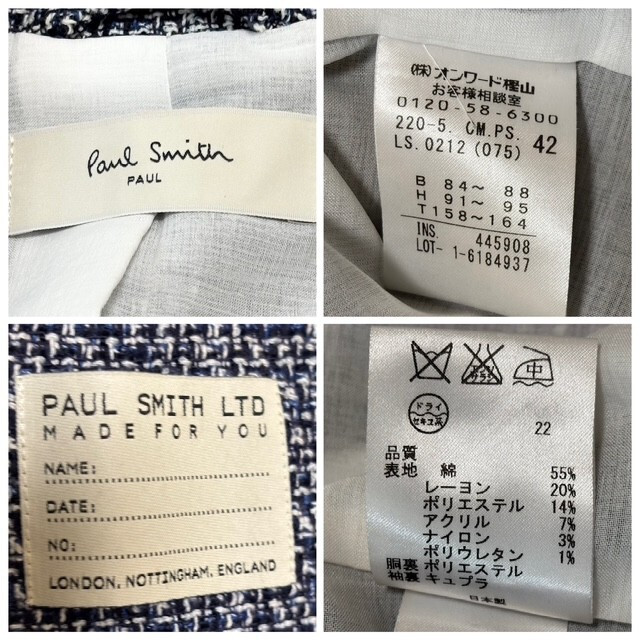 Paul Smith
PAUL
(株)オンワード樫山
お客様相談室
0120-58-6300
220-5. CM.PS. 42
LS.0212 (075)
B 84～ 88
H 91～ 95
T158～164
INS. 445908
LOT- 1-6184937
PAUL SMITH LTD
MADE FOR YOU
NAME:
DATE:
NO:
LONDON, NOTTINGHAM, ENGLAND
中
ドライ
セキユ系
22
品質
表地 綿 55%
レーヨン 20%
ポリエステル 14%
アクリル 7%
ナイロン 3%
ポリウレタン 1%
胴裏 ポリエステル
袖裏 キュプラ
日本製